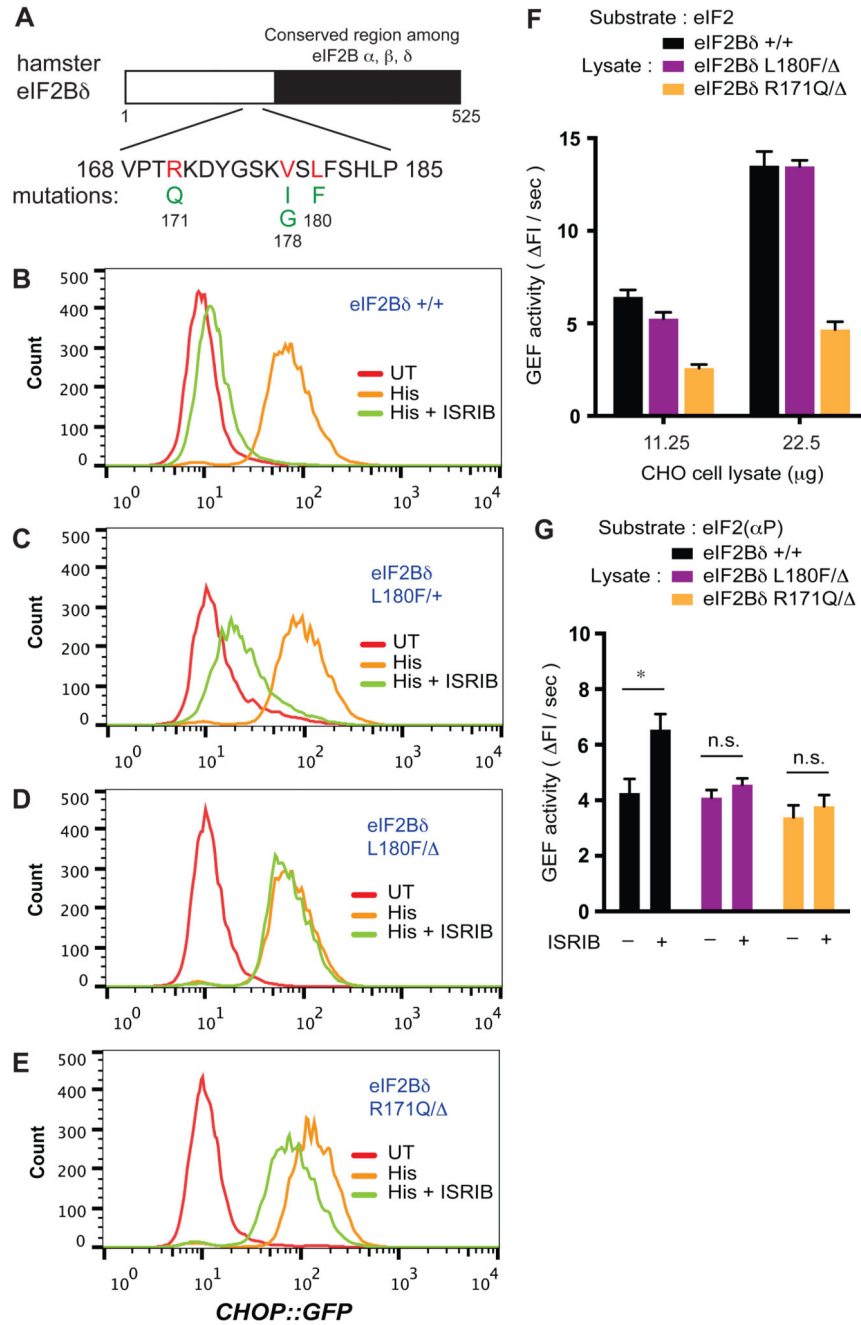 A
hamster
eIF2Bδ
Conserved region among
eIF2B α, β, δ
1
525
168 VPTRKDYGSKVSLFSHLP 185
mutations:
Q I F
171 G 180
178
B
eIF2Bδ +/+
UT
His
His + ISRIB
Count
500
400
300
200
100
0
10⁰ 10¹ 10² 10³ 10⁴
C
eIF2Bδ
L180F/+
UT
His
His + ISRIB
Count
500
400
300
200
100
0
10⁰ 10¹ 10² 10³ 10⁴
D
eIF2Bδ
L180F/Δ
UT
His
His + ISRIB
Count
500
400
300
200
100
0
10⁰ 10¹ 10² 10³ 10⁴
E
eIF2Bδ
R171Q/Δ
UT
His
His + ISRIB
Count
500
400
300
200
100
0
10⁰ 10¹ 10² 10³ 10⁴
CHOP::GFP
F
Substrate : eIF2
eIF2Bδ +/+
Lysate : eIF2Bδ L180F/Δ
eIF2Bδ R171Q/Δ
GEF activity ( ΔFI / sec)
15
10
5
0
11.25 22.5
CHO cell lysate (μg)
G
Substrate : eIF2(αP)
eIF2Bδ +/+
Lysate : eIF2Bδ L180F/Δ
eIF2Bδ R171Q/Δ
GEF activity ( ΔFI / sec)
10
8
6
4
2
0
*
n.s.
n.s.
ISRIB – + – + – +